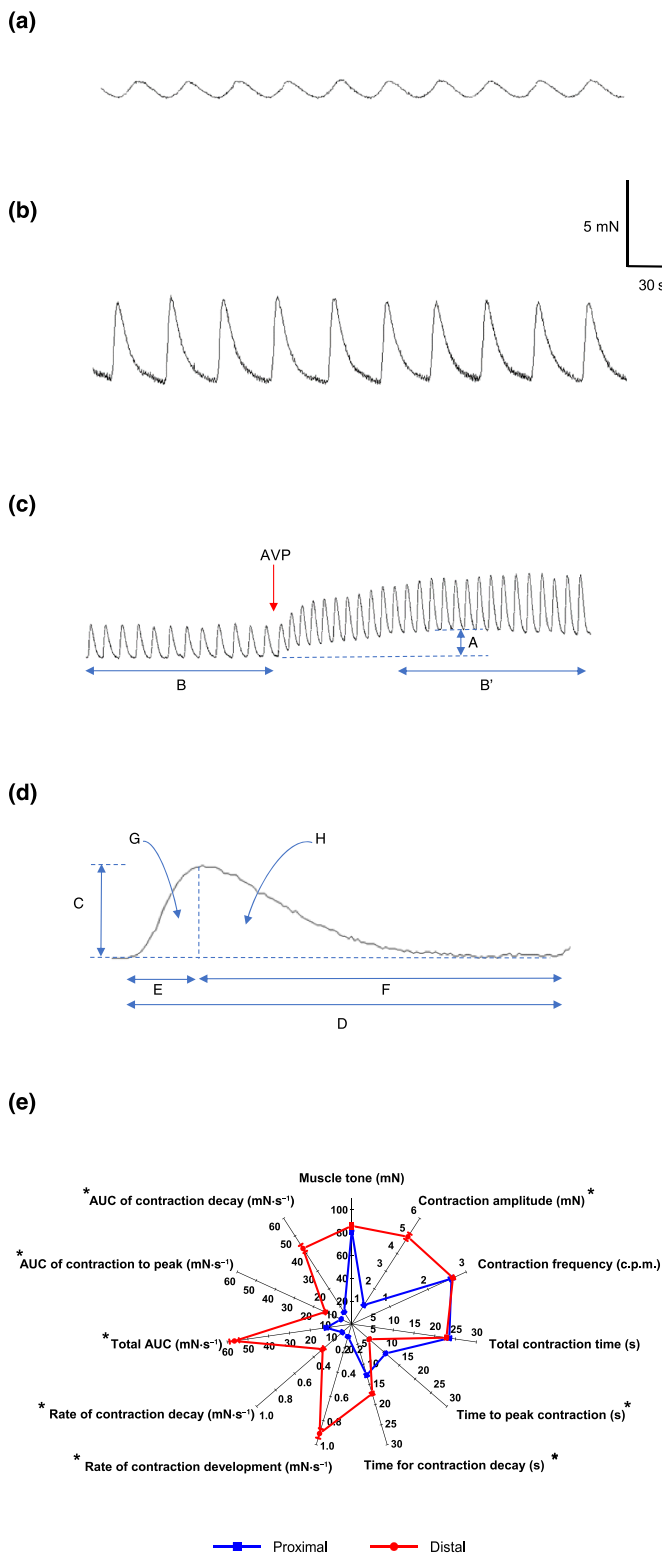 (a)
(b)
5 mN
30 s
(c)
AVP
A
B
B'
(d)
G
H
C
E
F
D
(e)
Muscle tone (mN)
*AUC of contraction decay (mN·s⁻¹)
Contraction amplitude (mN)*
*AUC of contraction to peak (mN·s⁻¹)
Contraction frequency (c.p.m.)
*Total AUC (mN·s⁻¹)
Total contraction time (s)
*Rate of contraction decay (mN·s⁻¹)
Time to peak contraction (s)*
* Rate of contraction development (mN·s⁻¹)
Time for contraction decay (s) *
100
80
60
40
20
6
5
4
3
2
1
3
2
1
30
25
20
15
10
5
30
25
20
15
10
5
30
25
20
15
1.0
0.8
0.6
0.4
0.2
1.0
0.8
0.6
0.4
0.2
60
50
40
30
20
10
60
50
40
30
20
10
60
50
40
30
20
10
Proximal
Distal